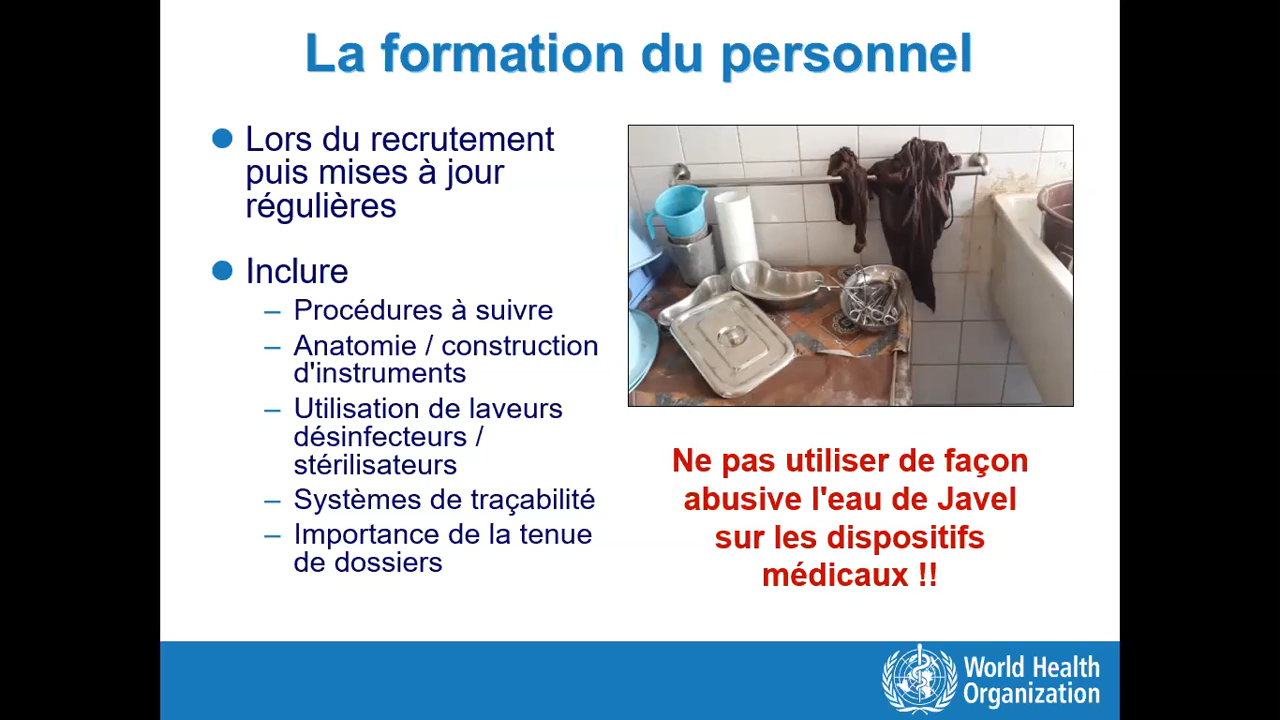 La formation du personnel
Lors du recrutement
puis mises à jour
régulières
Inclure
– Procédures à suivre
– Anatomie / construction
d'instruments
– Utilisation de laveurs
désinfecteurs /
stérilisateurs
– Systèmes de traçabilité
– Importance de la tenue
de dossiers
Ne pas utiliser de façon
abusive l'eau de Javel
sur les dispositifs
médicaux !!
World Health
Organization